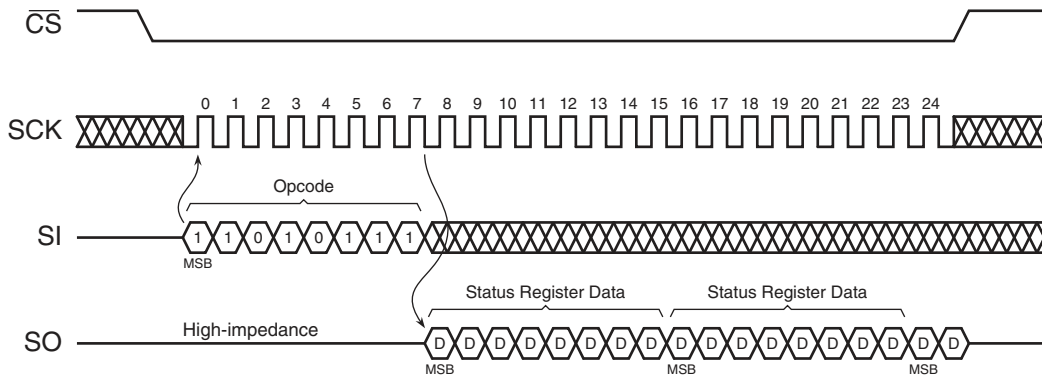 CS
0 1 2 3 4 5 6 7 8 9 10 11 12 13 14 15 16 17 18 19 20 21 22 23 24
SCK
Opcode
SI 1 1 0 1 0 1 1 1
MSB
Status Register Data Status Register Data
High-impedance
SO D D D D D D D D D D D D D D D D D D
MSB MSB MSB